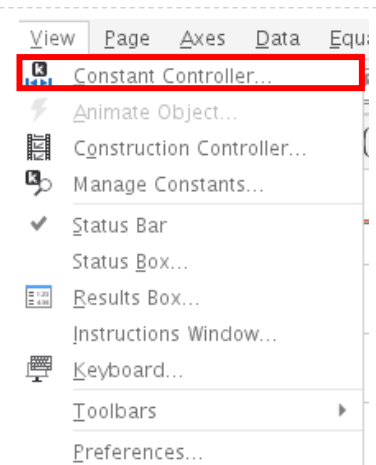 View Page Axes Data Equa
Constant Controller...
Animate Object...
Construction Controller...
Manage Constants...
Status Bar
Status Box...
Results Box...
Instructions Window...
Keyboard...
Toolbars
Preferences...